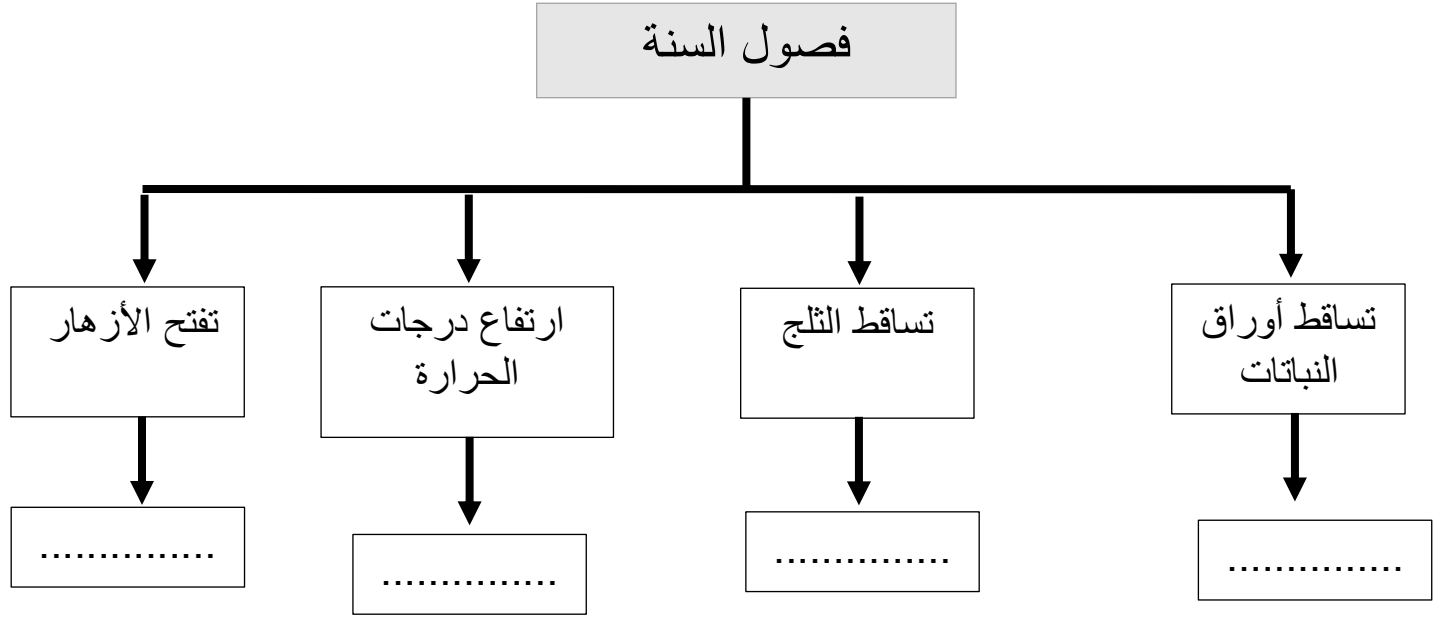 فصول السنة
تساقط أوراق
النباتات
تساقط الثلج
ارتفاع درجات
الحرارة
تفتح الأزهار
...............
...............
...............
...............